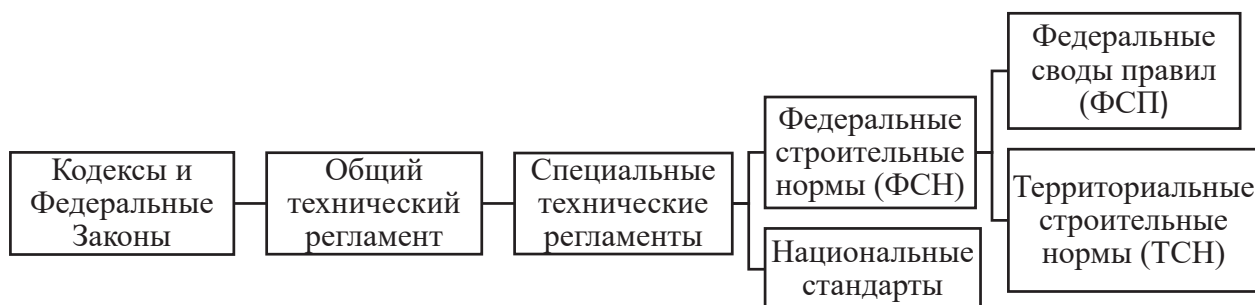 Кодексы и
Федеральные
Законы
Общий
технический
регламент
Специальные
технические
регламенты
Федеральные
строительные
нормы (ФСН)
Национальные
стандарты
Федеральные
своды правил
(ФСП)
Территориальные
строительные
нормы (ТСН)